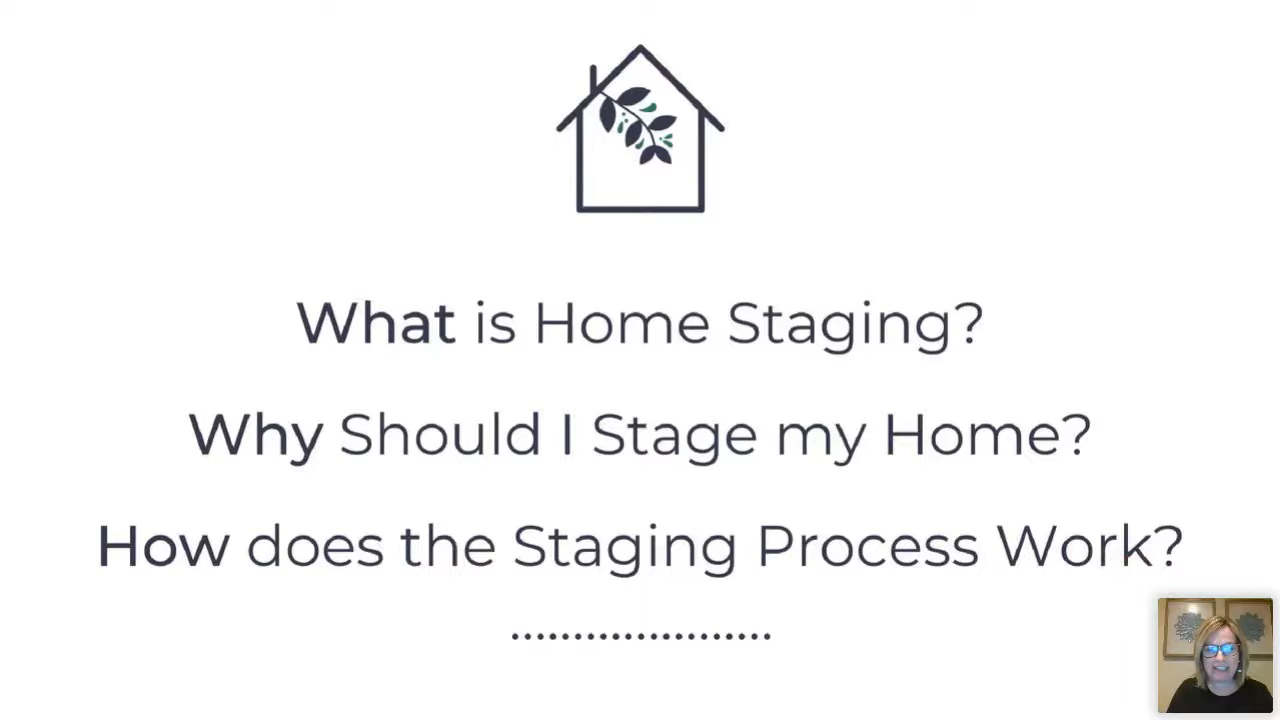 What is Home Staging?
Why Should I Stage my Home?
How does the Staging Process Work?